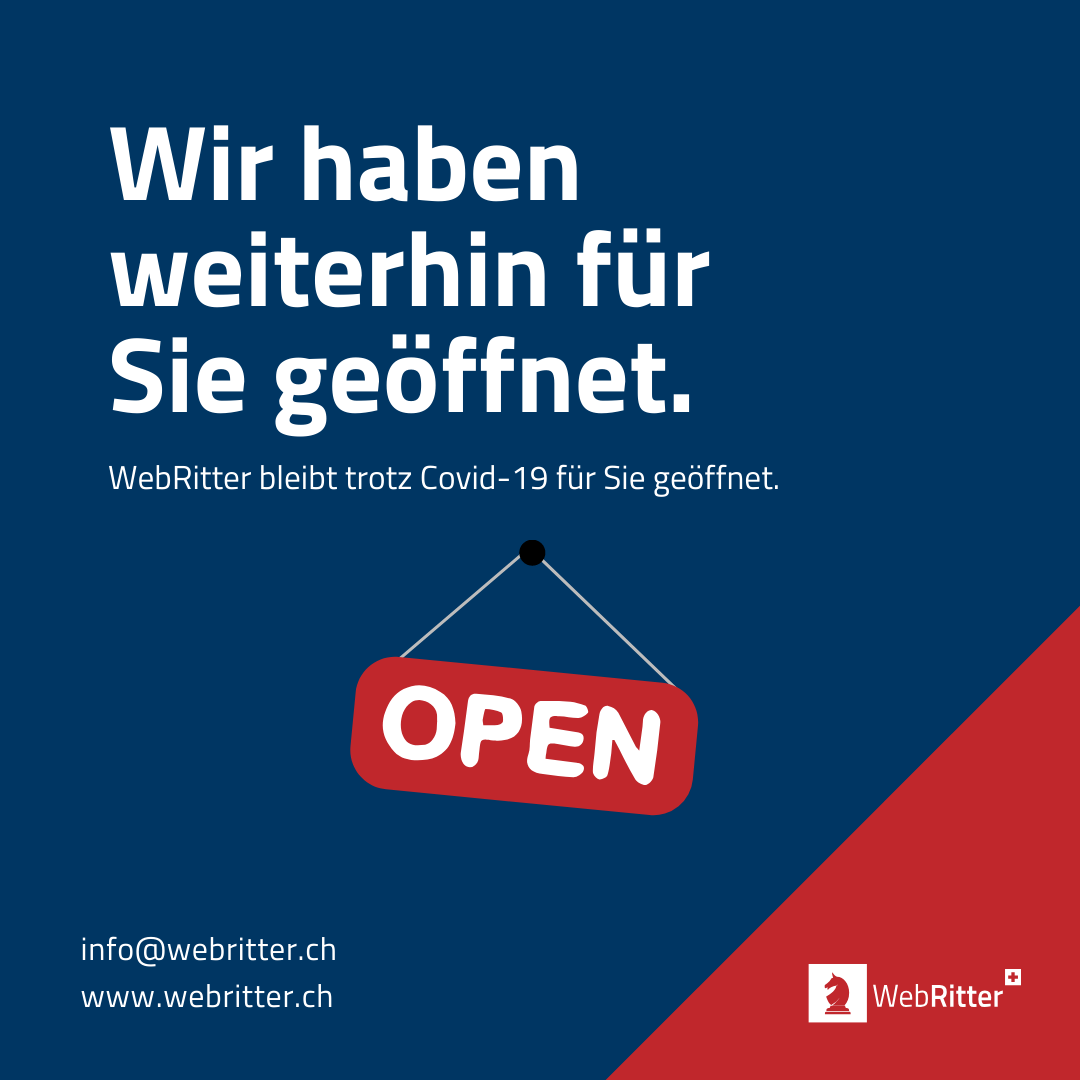 Wir haben
weiterhin für
Sie geöffnet.
WebRitter bleibt trotz Covid-19 für Sie geöffnet.
OPEN
info@webritter.ch
www.webritter.ch
WebRitter